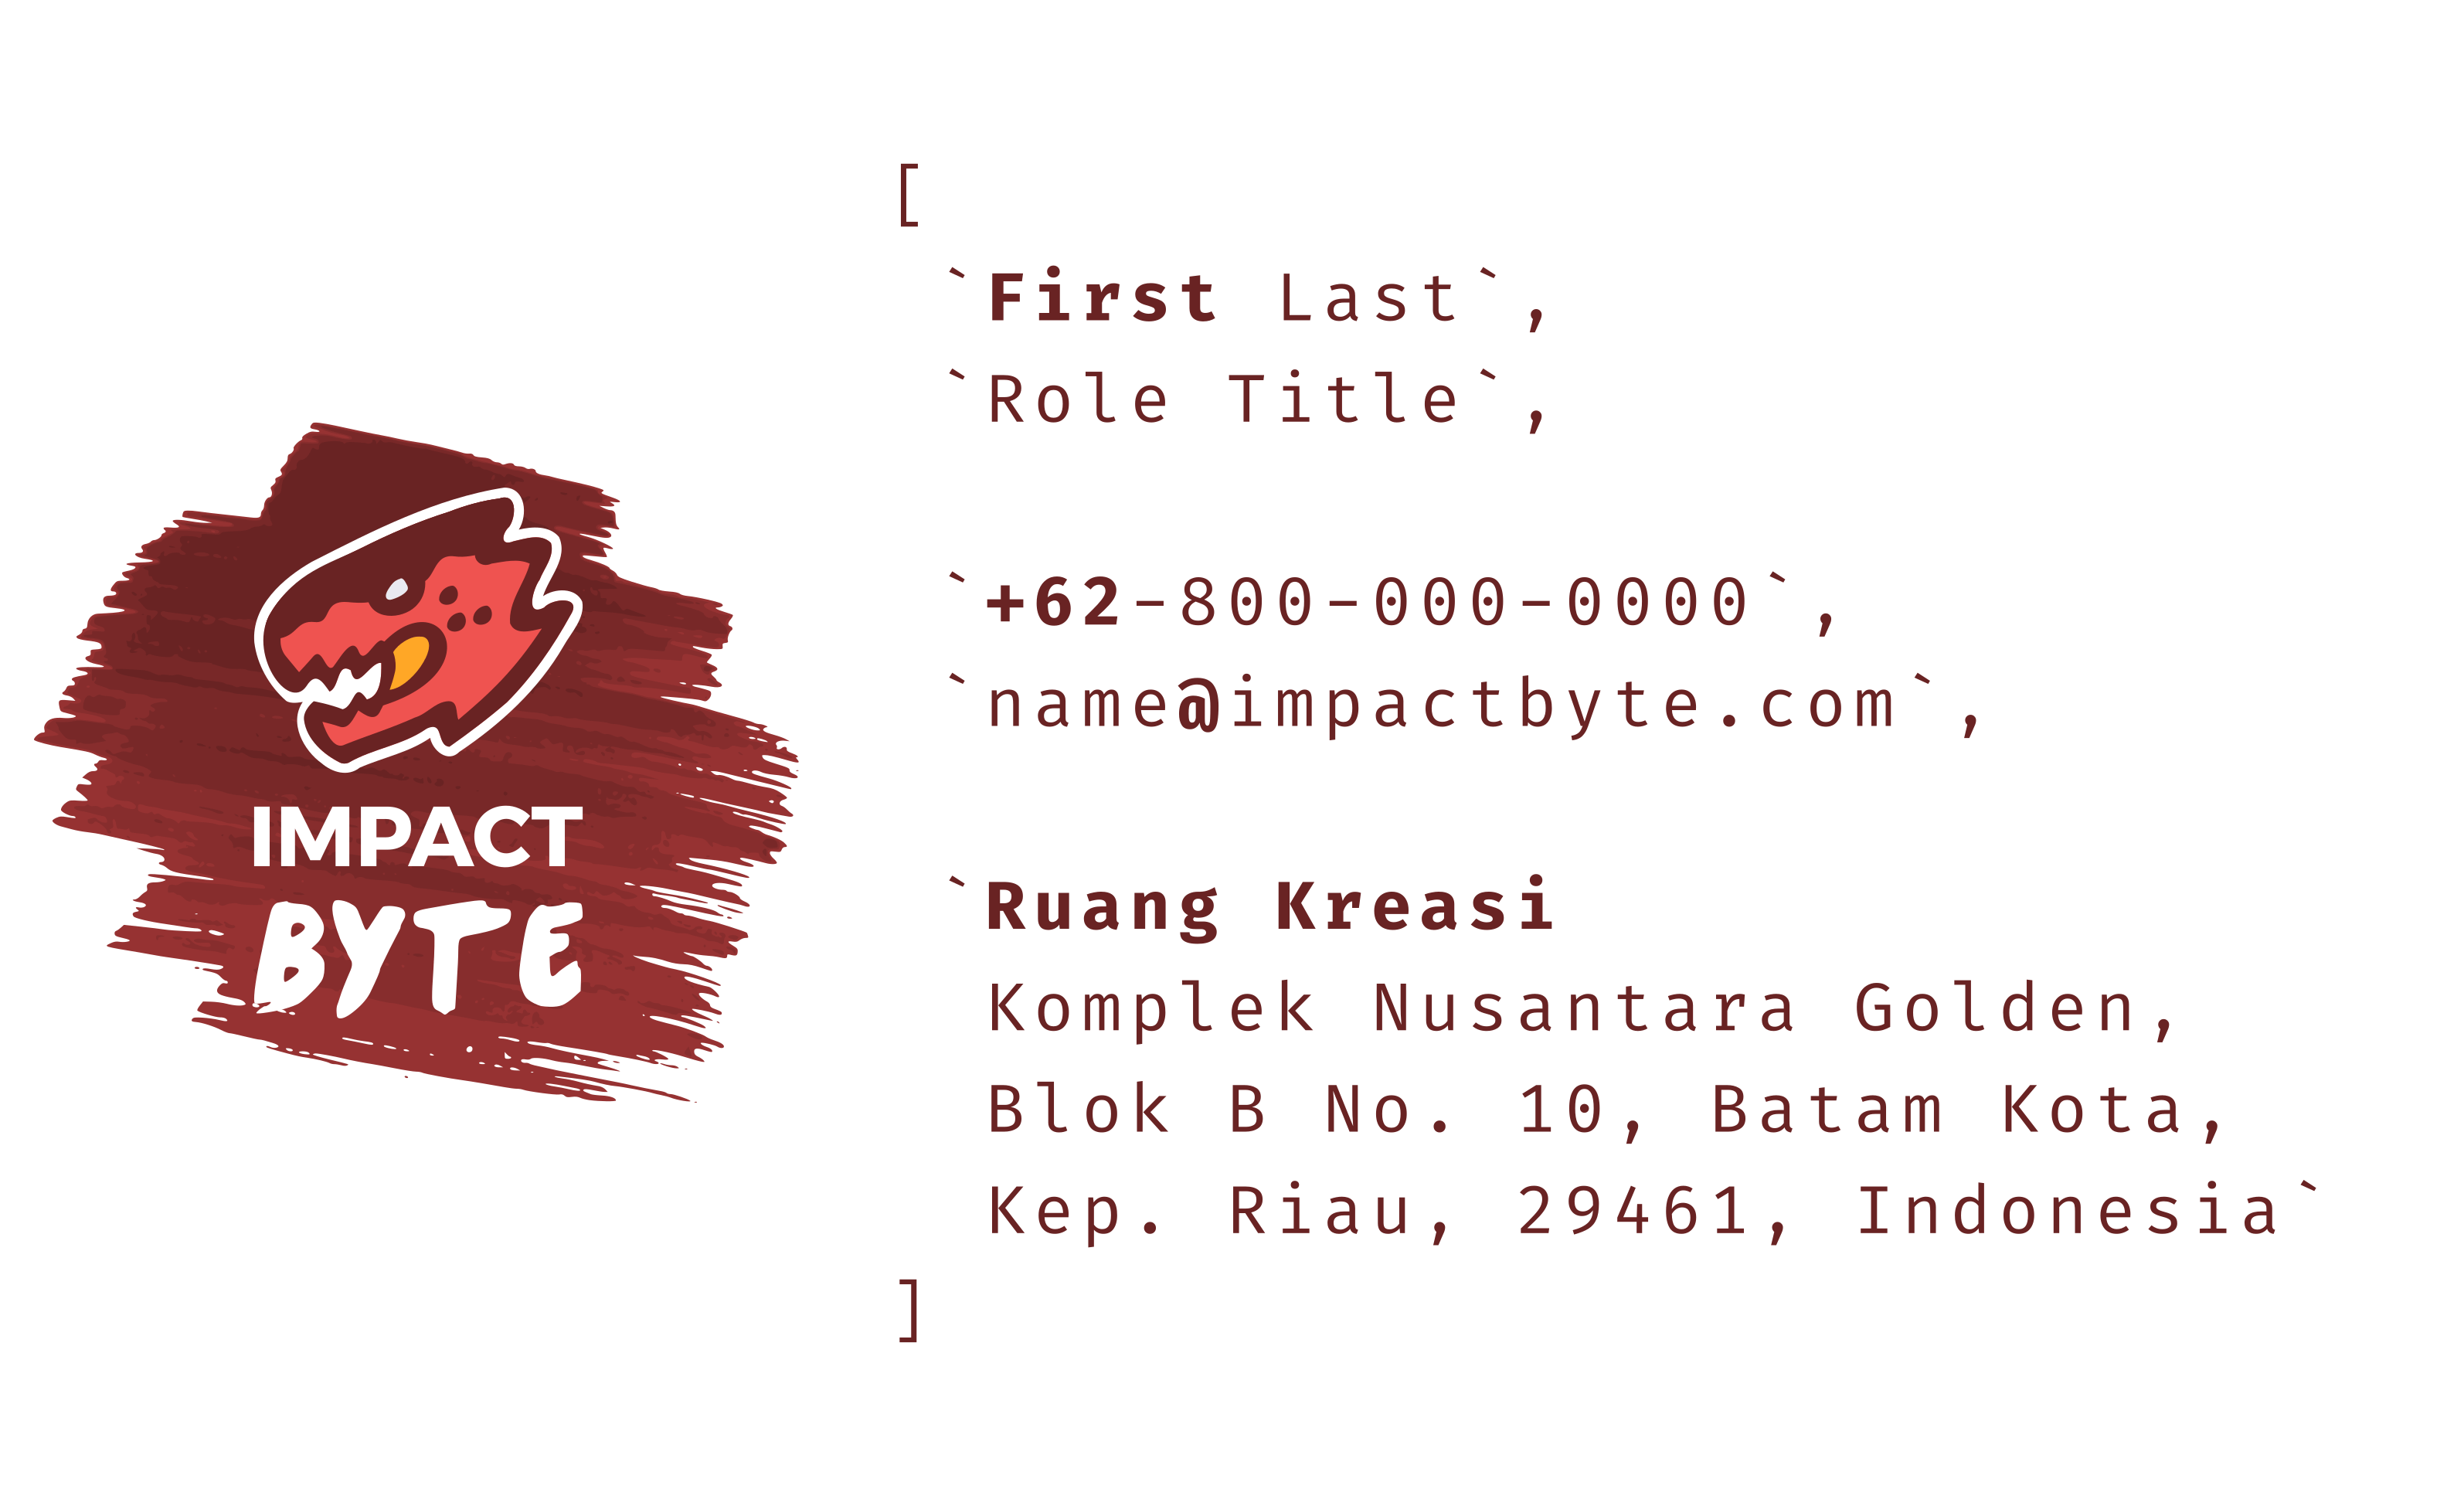 IMPACT
BYTE
[
`First Last`,
`Role Title`,
`+62-800-000-0000`,
`name@impactbyte.com`,
`Ruang Kreasi
Komplek Nusantara Golden,
Blok B No. 10, Batam Kota,
Kep. Riau, 29461, Indonesia`
]